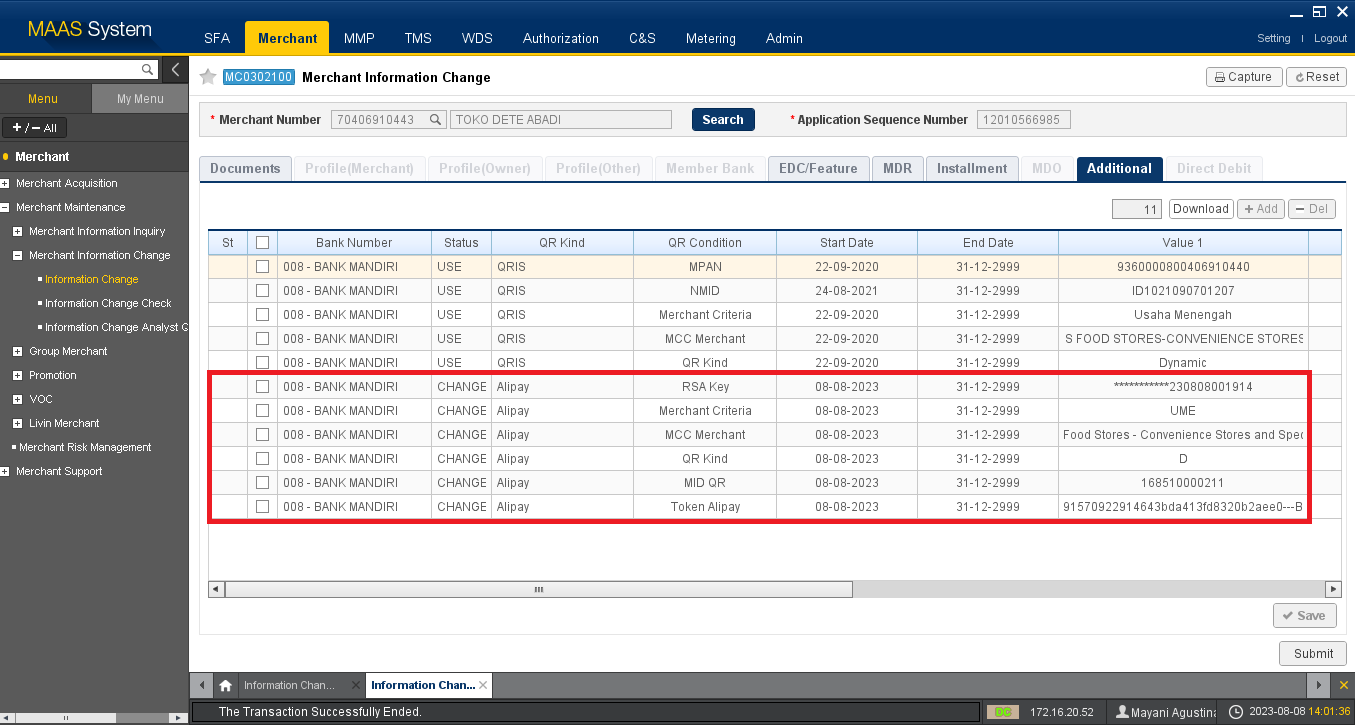 MAAS System
SFA Merchant MMP TMS WDS Authorization C&S Metering Admin
Setting | Logout
Menu My Menu
+ / − All
Merchant
Merchant Acquisition
Merchant Maintenance
Merchant Information Inquiry
Merchant Information Change
Information Change
Information Change Check
Information Change Analyst
Group Merchant
Promotion
VOC
Livin Merchant
Merchant Risk Management
Merchant Support
MC0302100 Merchant Information Change
Capture Reset
* Merchant Number 70406910443 TOKO DETE ABADI Search * Application Sequence Number 12010566985
Documents Profile(Merchant) Profile(Owner) Profile(Other) Member Bank EDC/Feature MDR Installment MDO Additional Direct Debit
11 Download + Add − Del
St Bank Number Status QR Kind QR Condition Start Date End Date Value 1
008 - BANK MANDIRI USE QRIS MPAN 22-09-2020 31-12-2999 9360000800406910440
008 - BANK MANDIRI USE QRIS NMID 24-08-2021 31-12-2999 ID1021090701207
008 - BANK MANDIRI USE QRIS Merchant Criteria 22-09-2020 31-12-2999 Usaha Menengah
008 - BANK MANDIRI USE QRIS MCC Merchant 22-09-2020 31-12-2999 S FOOD STORES-CONVENIENCE STORES
008 - BANK MANDIRI USE QRIS QR Kind 22-09-2020 31-12-2999 Dynamic
008 - BANK MANDIRI CHANGE Alipay RSA Key 08-08-2023 31-12-2999 ***********230808001914
008 - BANK MANDIRI CHANGE Alipay Merchant Criteria 08-08-2023 31-12-2999 UME
008 - BANK MANDIRI CHANGE Alipay MCC Merchant 08-08-2023 31-12-2999 Food Stores - Convenience Stores and Spec
008 - BANK MANDIRI CHANGE Alipay QR Kind 08-08-2023 31-12-2999 D
008 - BANK MANDIRI CHANGE Alipay MID QR 08-08-2023 31-12-2999 168510000211
008 - BANK MANDIRI CHANGE Alipay Token Alipay 08-08-2023 31-12-2999 91570922914643bda413fd8320b2aee0---B
Save
Submit
Information Chan... Information Chan...
The Transaction Successfully Ended.
DC 172.16.20.52 Mayani Agustina 2023-08-08 14:01:36